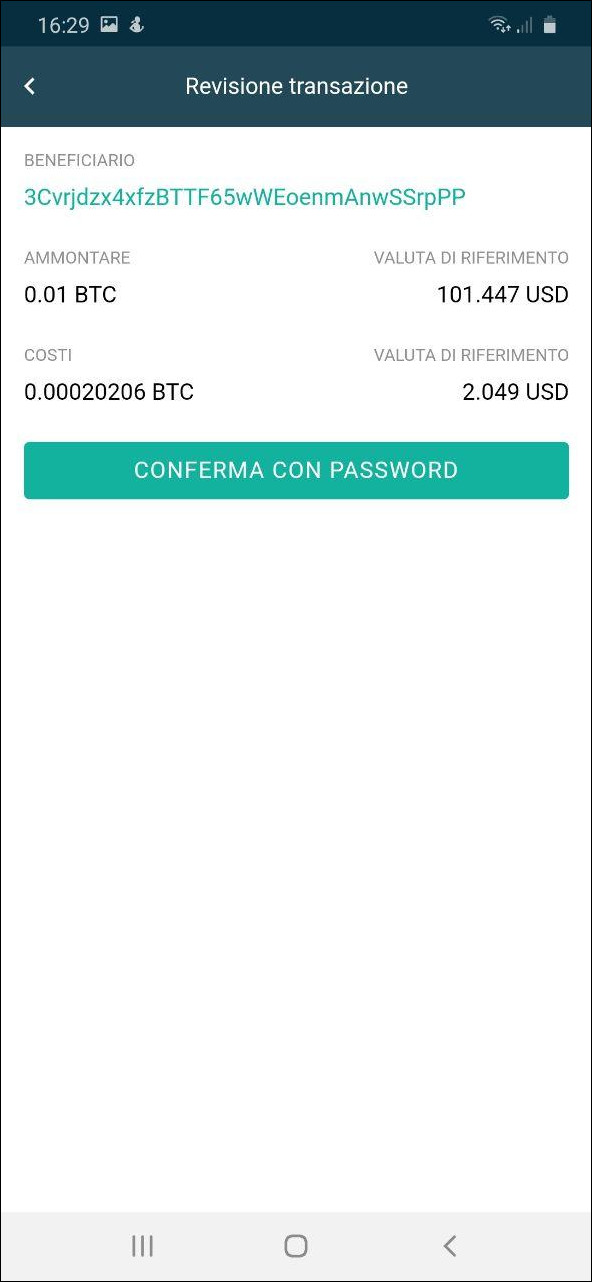 16:29
Revisione transazione
BENEFICIARIO
3Cvrjdzx4xfzBTTF65wWEoenmAnwSSrpPP
AMMONTARE VALUTA DI RIFERIMENTO
0.01 BTC 101.447 USD
COSTI VALUTA DI RIFERIMENTO
0.00020206 BTC 2.049 USD
CONFERMA CON PASSWORD